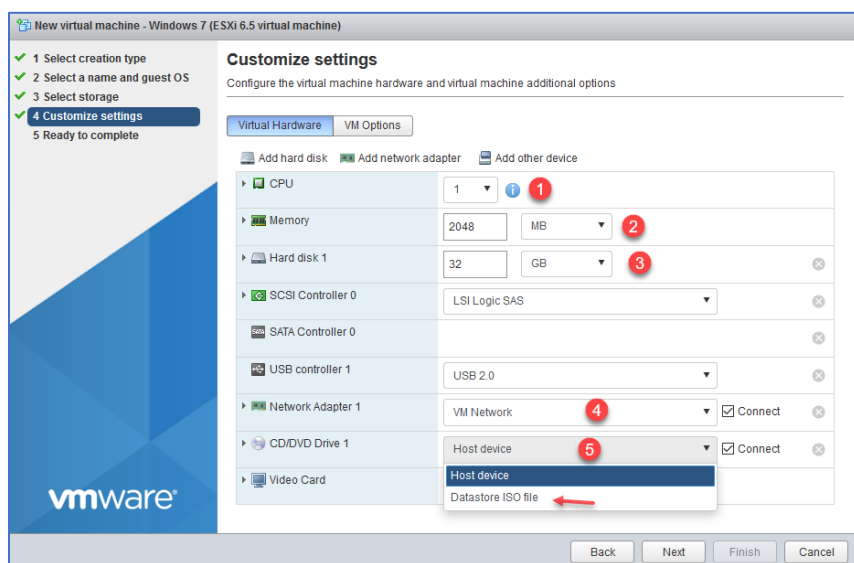 New virtual machine - Windows 7 (ESXi 6.5 virtual machine)
1 Select creation type
2 Select a name and guest OS
3 Select storage
4 Customize settings
5 Ready to complete
Customize settings
Configure the virtual machine hardware and virtual machine additional options
Virtual Hardware VM Options
Add hard disk Add network adapter Add other device
CPU 1 i 1
Memory 2048 MB 2
Hard disk 1 32 GB 3
SCSI Controller 0 LSI Logic SAS
SATA SATA Controller 0
USB controller 1 USB 2.0
Network Adapter 1 VM Network 4 Connect
CD/DVD Drive 1 Host device 5 Connect
Host device
Video Card
Datastore ISO file
vmware®
Back Next Finish Cancel